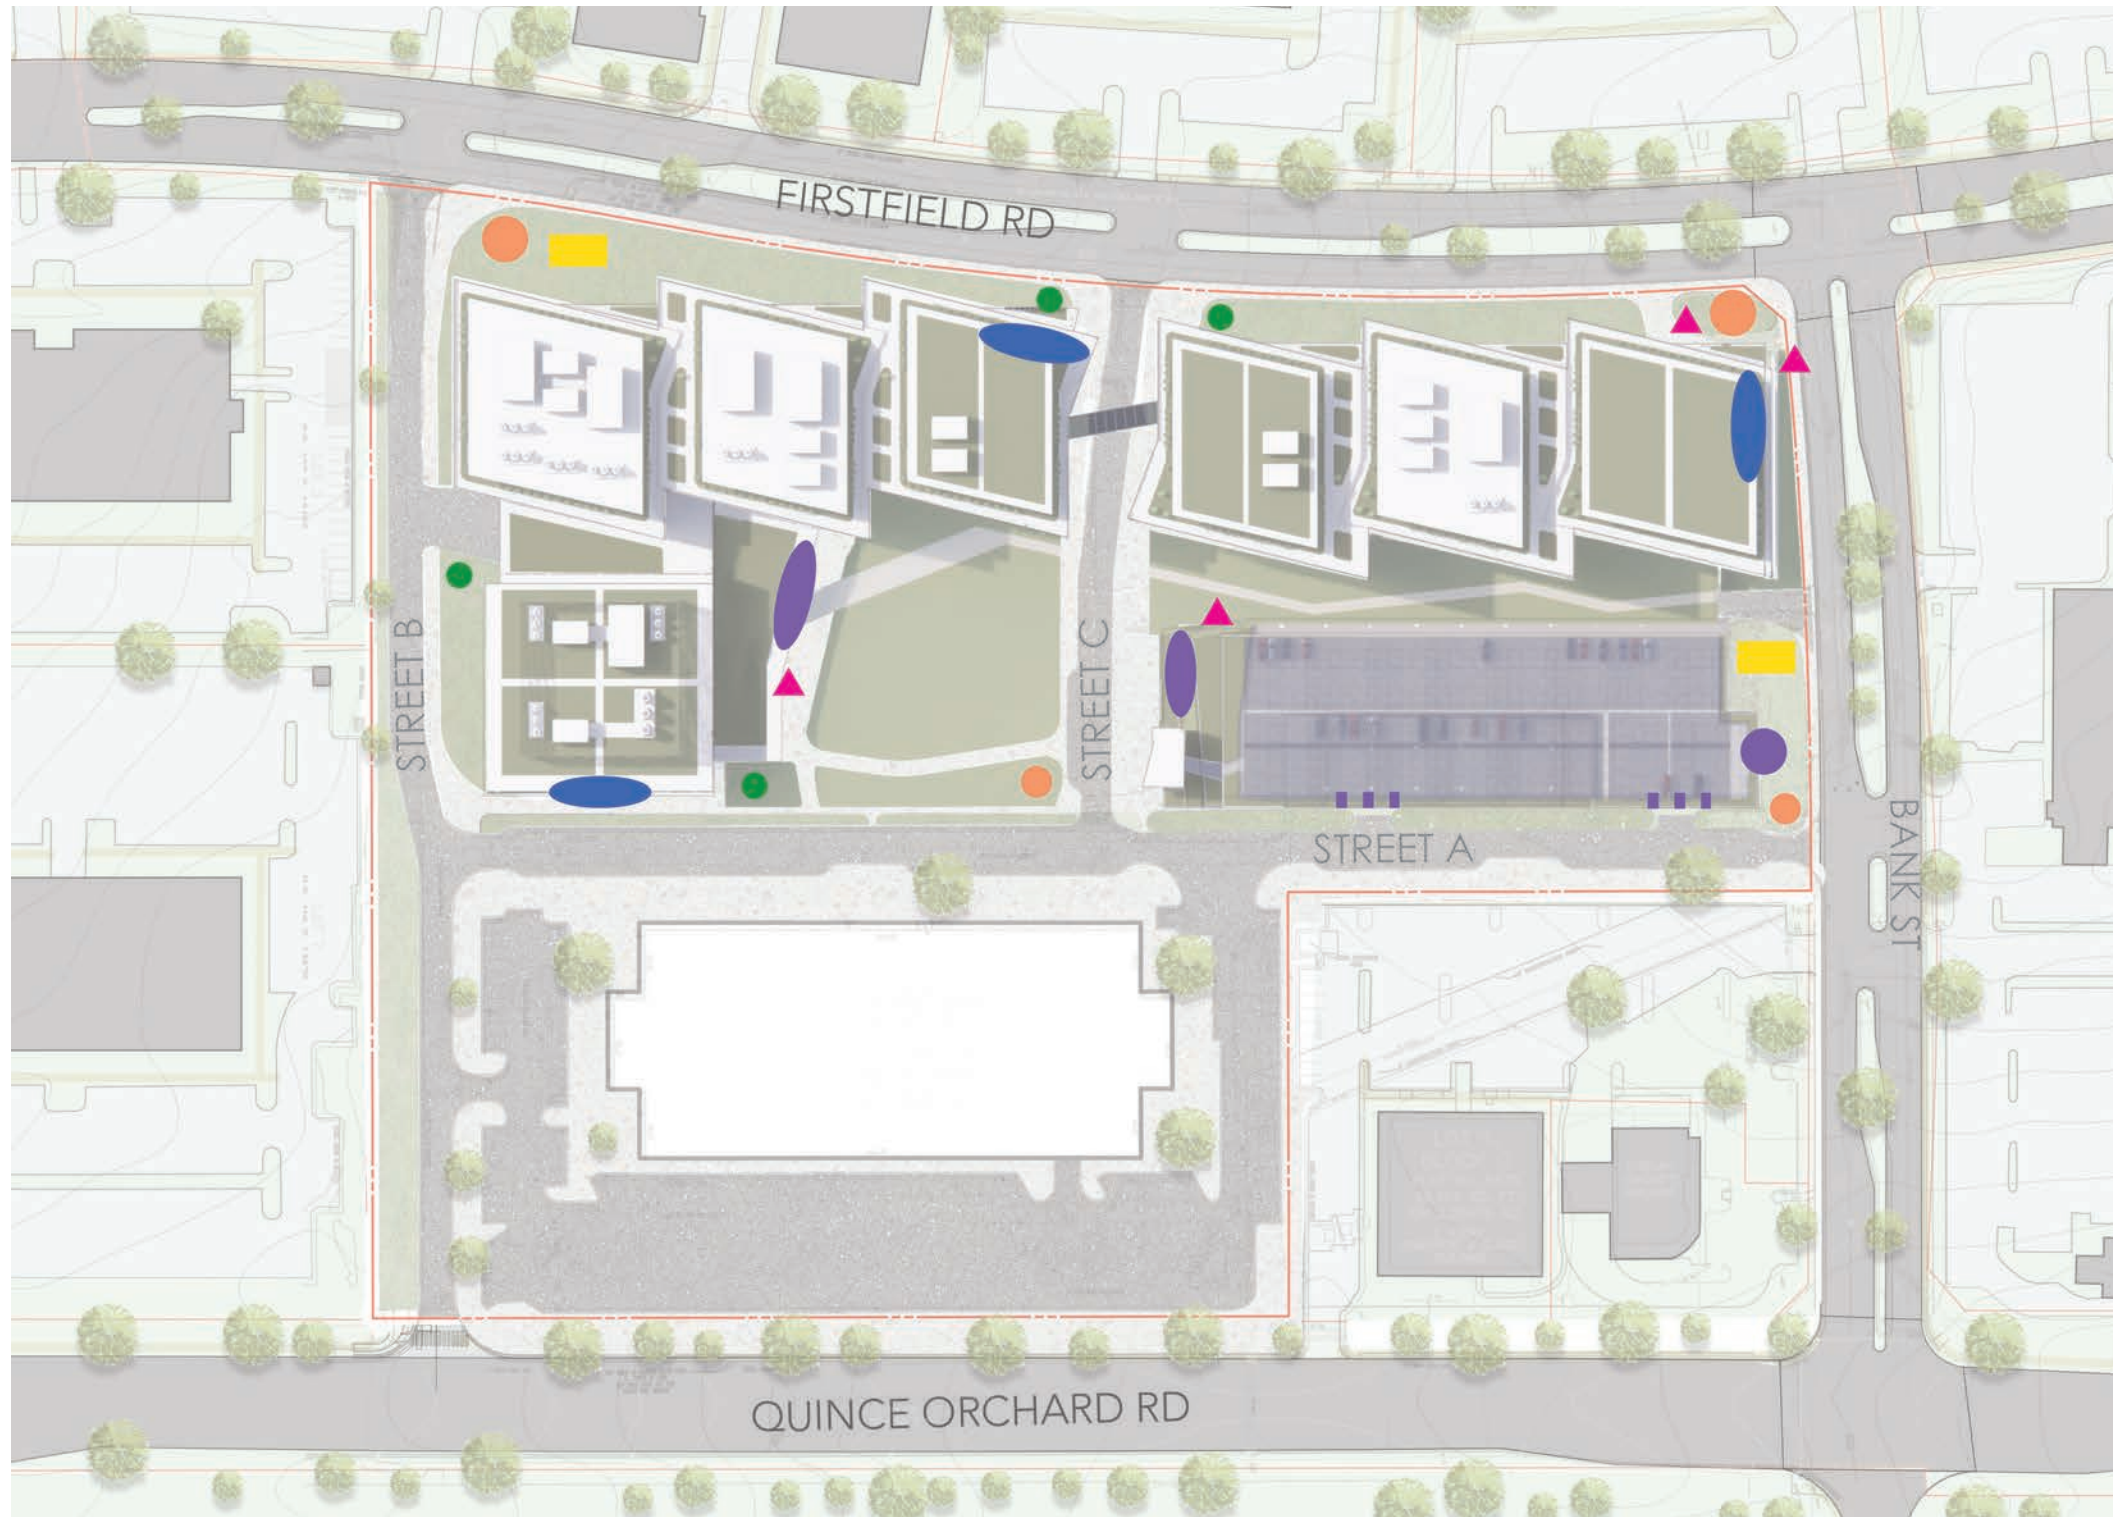 FIRSTFIELD RD
STREET B
STREET C
STREET A
BANK ST
QUINCE ORCHARD RD